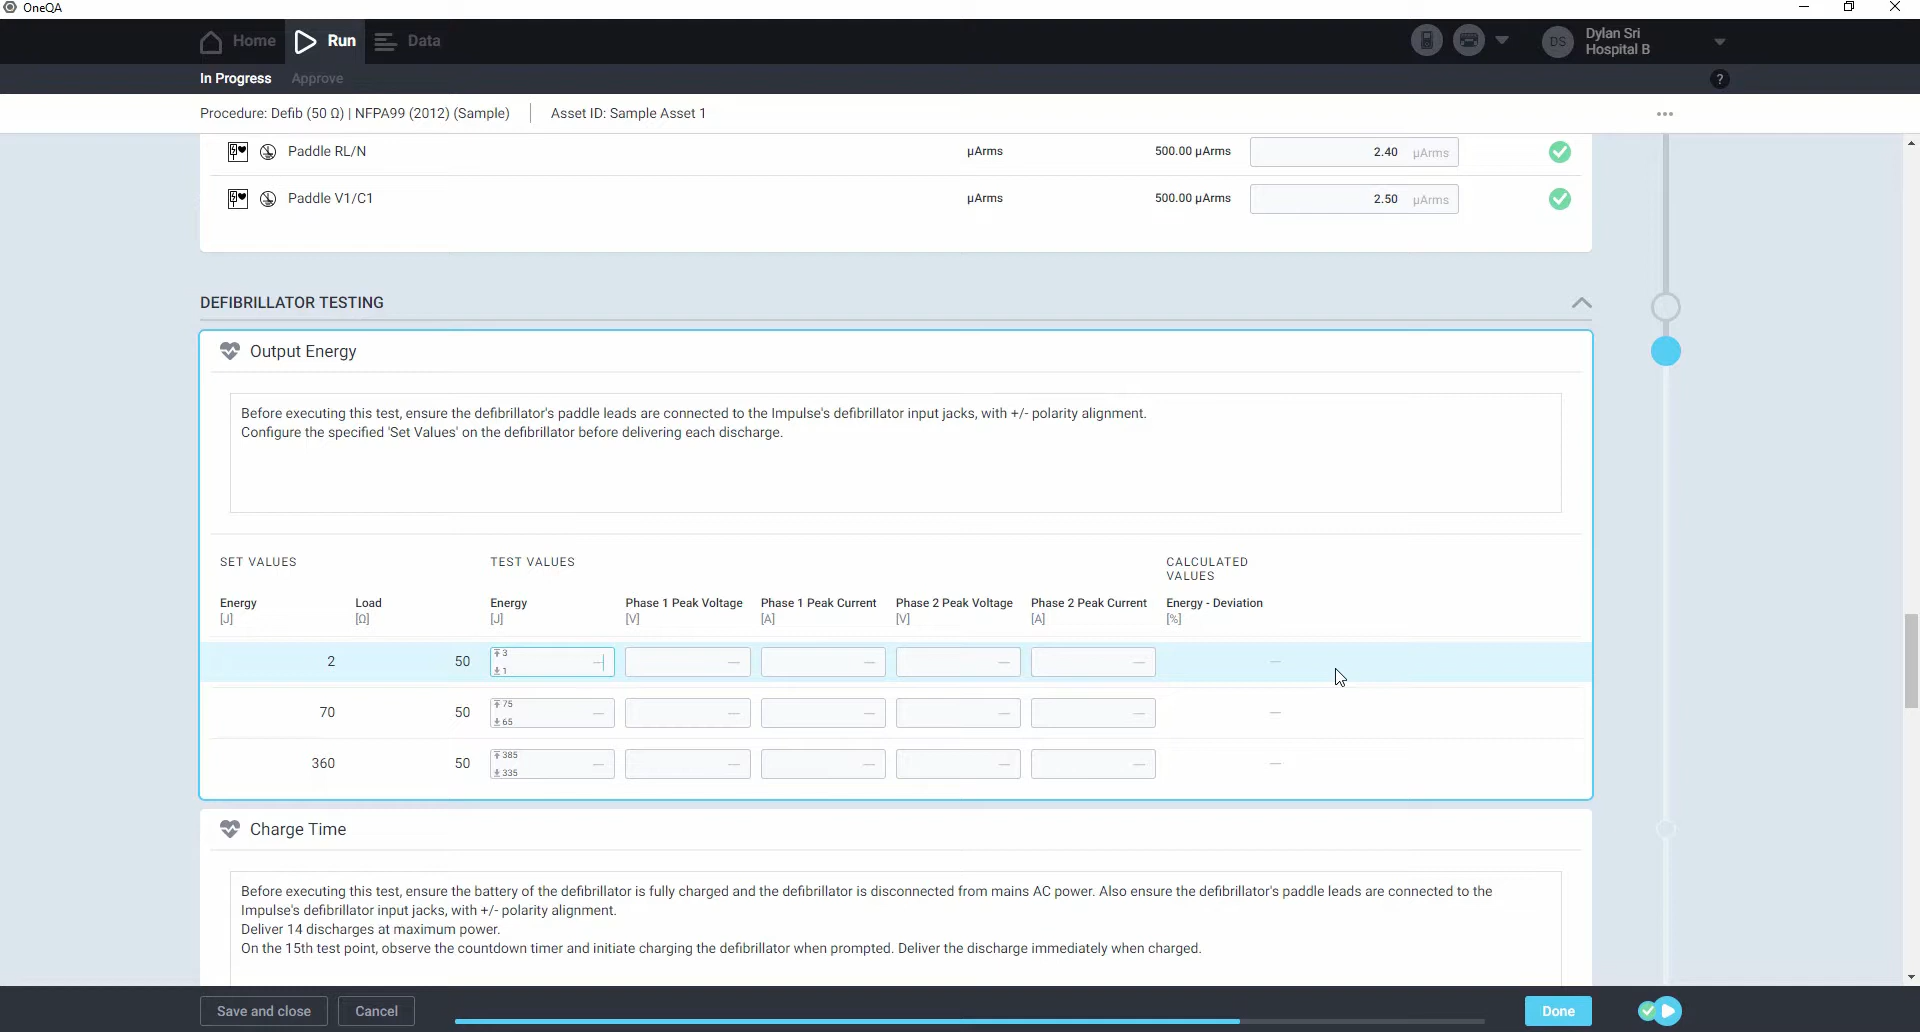 OneQA
Home Run Data
DS Dylan Sri
Hospital B
In Progress Approve
?
Procedure: Defib (50 Ω) | NFPA99 (2012) (Sample) Asset ID: Sample Asset 1
Paddle RL/N µArms 500.00 µArms 2.40 µArms
Paddle V1/C1 µArms 500.00 µArms 2.50 µArms
DEFIBRILLATOR TESTING
Output Energy
Before executing this test, ensure the defibrillator's paddle leads are connected to the Impulse's defibrillator input jacks, with +/- polarity alignment.
Configure the specified 'Set Values' on the defibrillator before delivering each discharge.
SET VALUES TEST VALUES CALCULATED
VALUES
Energy Load Energy Phase 1 Peak Voltage Phase 1 Peak Current Phase 2 Peak Voltage Phase 2 Peak Current Energy - Deviation
[J] [Ω] [J] [V] [A] [V] [A] [%]
2 50 3 — — — — — —
1
70 50 75 — — — — — —
65
360 50 385 — — — — — —
335
Charge Time
Before executing this test, ensure the battery of the defibrillator is fully charged and the defibrillator is disconnected from mains AC power. Also ensure the defibrillator's paddle leads are connected to the
Impulse's defibrillator input jacks, with +/- polarity alignment.
Deliver 14 discharges at maximum power.
On the 15th test point, observe the countdown timer and initiate charging the defibrillator when prompted. Deliver the discharge immediately when charged.
Save and close Cancel Done